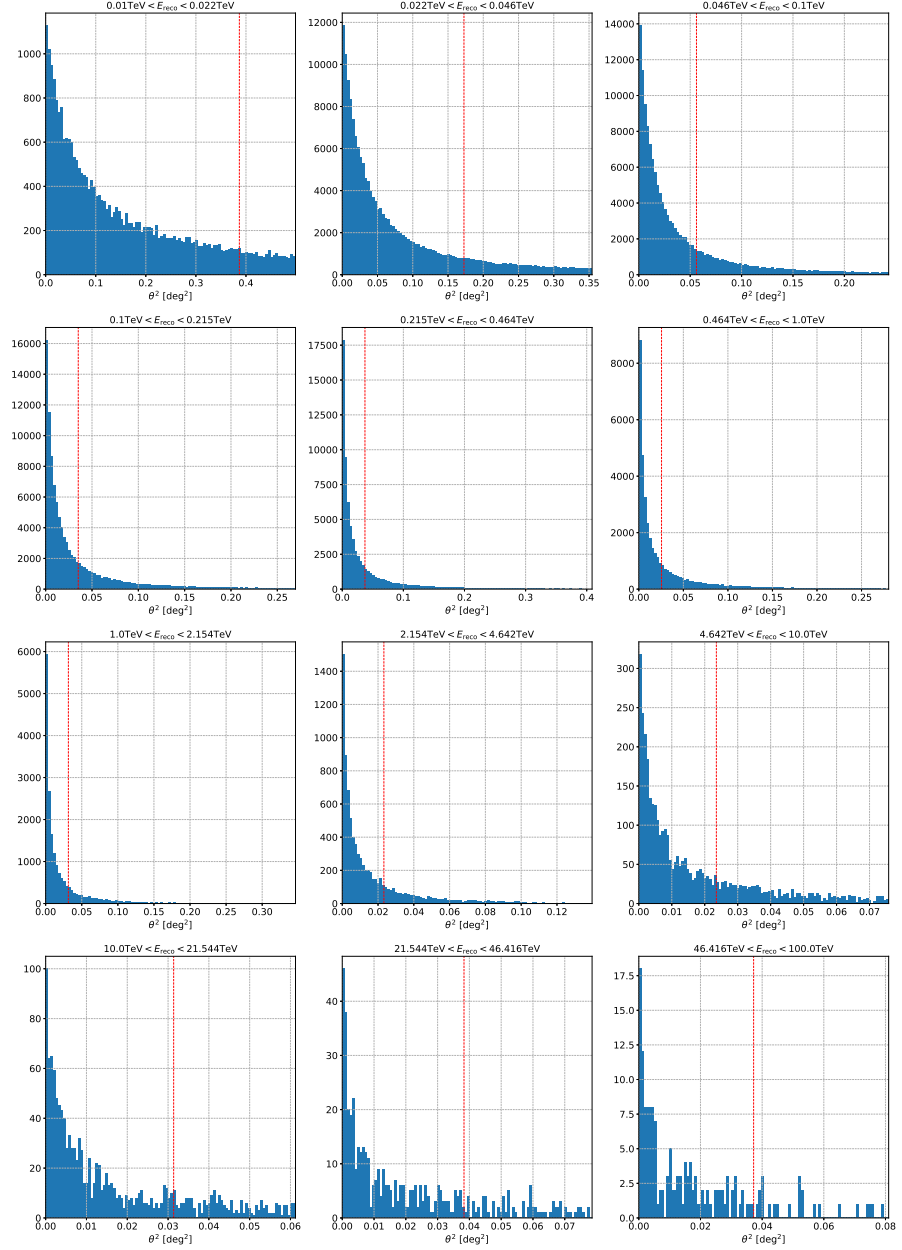 0.01TeV < E_reco < 0.022TeV
0.022TeV < E_reco < 0.046TeV
0.046TeV < E_reco < 0.1TeV
1000
800
600
400
200
0
0.0 0.1 0.2 0.3 0.4
θ² [deg²]
12000
10000
8000
6000
4000
2000
0
0.00 0.05 0.10 0.15 0.20 0.25 0.30 0.35
θ² [deg²]
14000
12000
10000
8000
6000
4000
2000
0
0.00 0.05 0.10 0.15 0.20
θ² [deg²]
0.1TeV < E_reco < 0.215TeV
0.215TeV < E_reco < 0.464TeV
0.464TeV < E_reco < 1.0TeV
16000
14000
12000
10000
8000
6000
4000
2000
0
0.00 0.05 0.10 0.15 0.20 0.25
θ² [deg²]
17500
15000
12500
10000
7500
5000
2500
0
0.0 0.1 0.2 0.3 0.4
θ² [deg²]
8000
6000
4000
2000
0
0.00 0.05 0.10 0.15 0.20 0.25
θ² [deg²]
1.0TeV < E_reco < 2.154TeV
2.154TeV < E_reco < 4.642TeV
4.642TeV < E_reco < 10.0TeV
6000
5000
4000
3000
2000
1000
0
0.00 0.05 0.10 0.15 0.20 0.25 0.30
θ² [deg²]
1400
1200
1000
800
600
400
200
0
0.00 0.02 0.04 0.06 0.08 0.10 0.12
θ² [deg²]
300
250
200
150
100
50
0
0.00 0.01 0.02 0.03 0.04 0.05 0.06 0.07
θ² [deg²]
10.0TeV < E_reco < 21.544TeV
21.544TeV < E_reco < 46.416TeV
46.416TeV < E_reco < 100.0TeV
100
80
60
40
20
0
0.00 0.01 0.02 0.03 0.04 0.05 0.06
θ² [deg²]
40
30
20
10
0
0.00 0.01 0.02 0.03 0.04 0.05 0.06 0.07
θ² [deg²]
17.5
15.0
12.5
10.0
7.5
5.0
2.5
0.0
0.00 0.02 0.04 0.06 0.08
θ² [deg²]